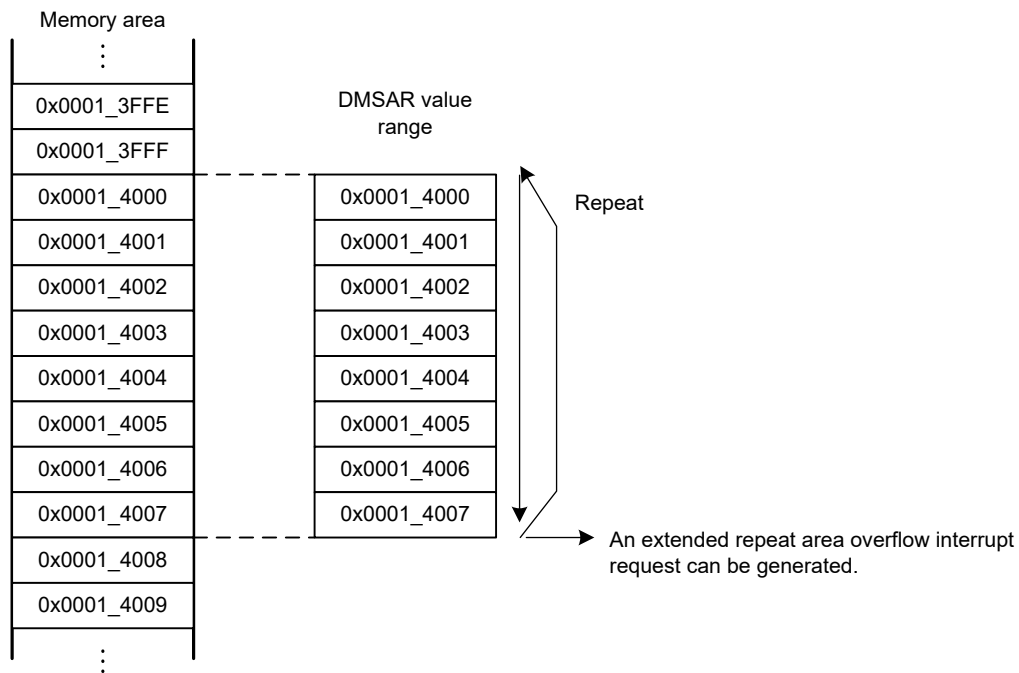 Memory area
⋮
0x0001_3FFE
0x0001_3FFF
0x0001_4000
0x0001_4001
0x0001_4002
0x0001_4003
0x0001_4004
0x0001_4005
0x0001_4006
0x0001_4007
0x0001_4008
0x0001_4009
⋮
DMSAR value
range
0x0001_4000
0x0001_4001
0x0001_4002
0x0001_4003
0x0001_4004
0x0001_4005
0x0001_4006
0x0001_4007
Repeat
An extended repeat area overflow interrupt
request can be generated.